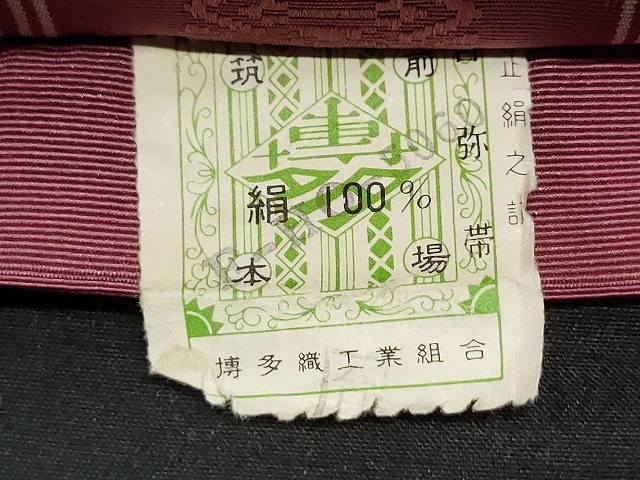 筑前
博多
絹 100%
本場
弥帯
正絹之証
博多織工業組合